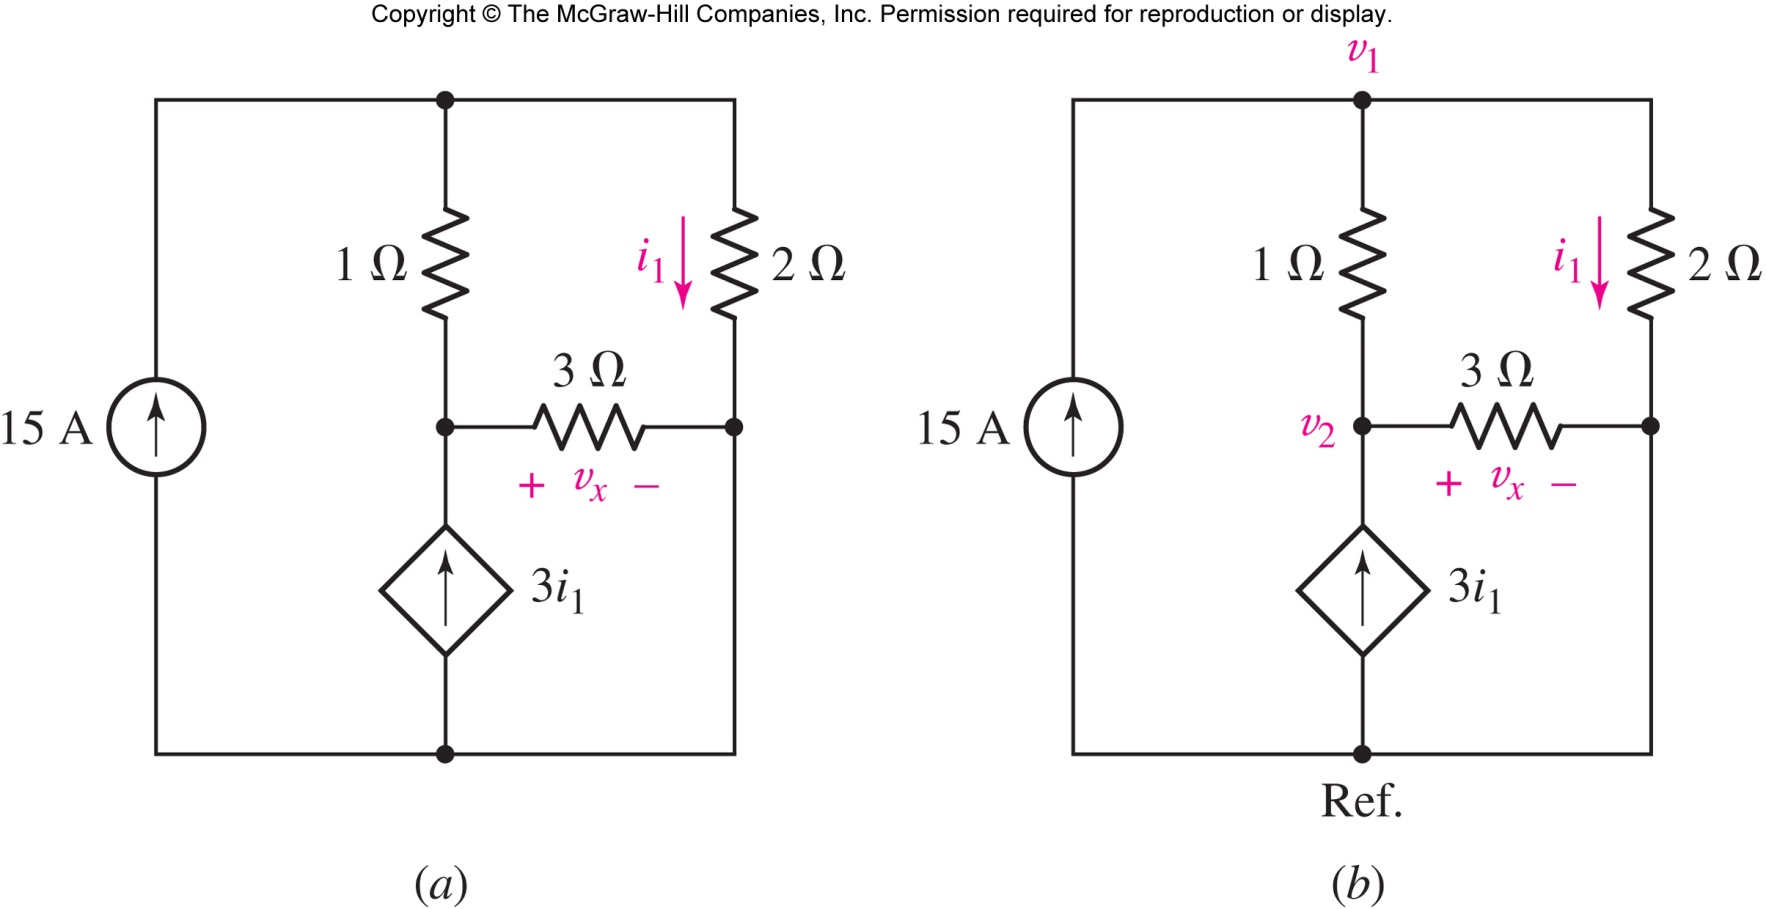 Copyright © The McGraw-Hill Companies, Inc. Permission required for reproduction or display.
v₁
1 Ω
i₁
2 Ω
1 Ω
i₁
2 Ω
3 Ω
3 Ω
15 A
15 A
v₂
+ vₓ −
+ vₓ −
3i₁
3i₁
Ref.
(a)
(b)